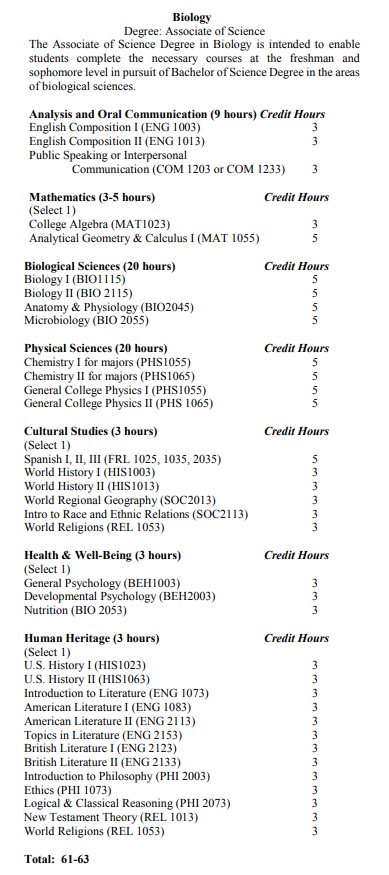 Biology
Degree: Associate of Science
The Associate of Science Degree in Biology is intended to enable
students complete the necessary courses at the freshman and
sophomore level in pursuit of Bachelor of Science Degree in the areas
of biological sciences.
Analysis and Oral Communication (9 hours) Credit Hours
English Composition I (ENG 1003) 3
English Composition II (ENG 1013) 3
Public Speaking or Interpersonal
Communication (COM 1203 or COM 1233) 3
Mathematics (3-5 hours) Credit Hours
(Select 1)
College Algebra (MAT1023) 3
Analytical Geometry & Calculus I (MAT 1055) 5
Biological Sciences (20 hours) Credit Hours
Biology I (BIO1115) 5
Biology II (BIO 2115) 5
Anatomy & Physiology (BIO2045) 5
Microbiology (BIO 2055) 5
Physical Sciences (20 hours) Credit Hours
Chemistry I for majors (PHS1055) 5
Chemistry II for majors (PHS1065) 5
General College Physics I (PHS1055) 5
General College Physics II (PHS 1065) 5
Cultural Studies (3 hours) Credit Hours
(Select 1)
Spanish I, II, III (FRL 1025, 1035, 2035) 5
World History I (HIS1003) 3
World History II (HIS1013) 3
World Regional Geography (SOC2013) 3
Intro to Race and Ethnic Relations (SOC2113) 3
World Religions (REL 1053) 3
Health & Well-Being (3 hours) Credit Hours
(Select 1)
General Psychology (BEH1003) 3
Developmental Psychology (BEH2003) 3
Nutrition (BIO 2053) 3
Human Heritage (3 hours) Credit Hours
(Select 1)
U.S. History I (HIS1023) 3
U.S. History II (HIS1063) 3
Introduction to Literature (ENG 1073) 3
American Literature I (ENG 1083) 3
American Literature II (ENG 2113) 3
Topics in Literature (ENG 2153) 3
British Literature I (ENG 2123) 3
British Literature II (ENG 2133) 3
Introduction to Philosophy (PHI 2003) 3
Ethics (PHI 1073) 3
Logical & Classical Reasoning (PHI 2073) 3
New Testament Theory (REL 1013) 3
World Religions (REL 1053) 3
Total: 61-63